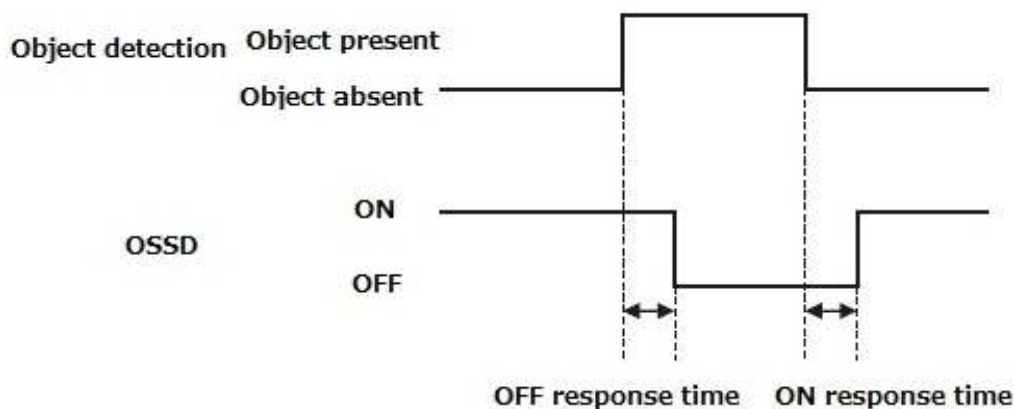 Object detection
Object present
Object absent
OSSD
ON
OFF
OFF response time
ON response time